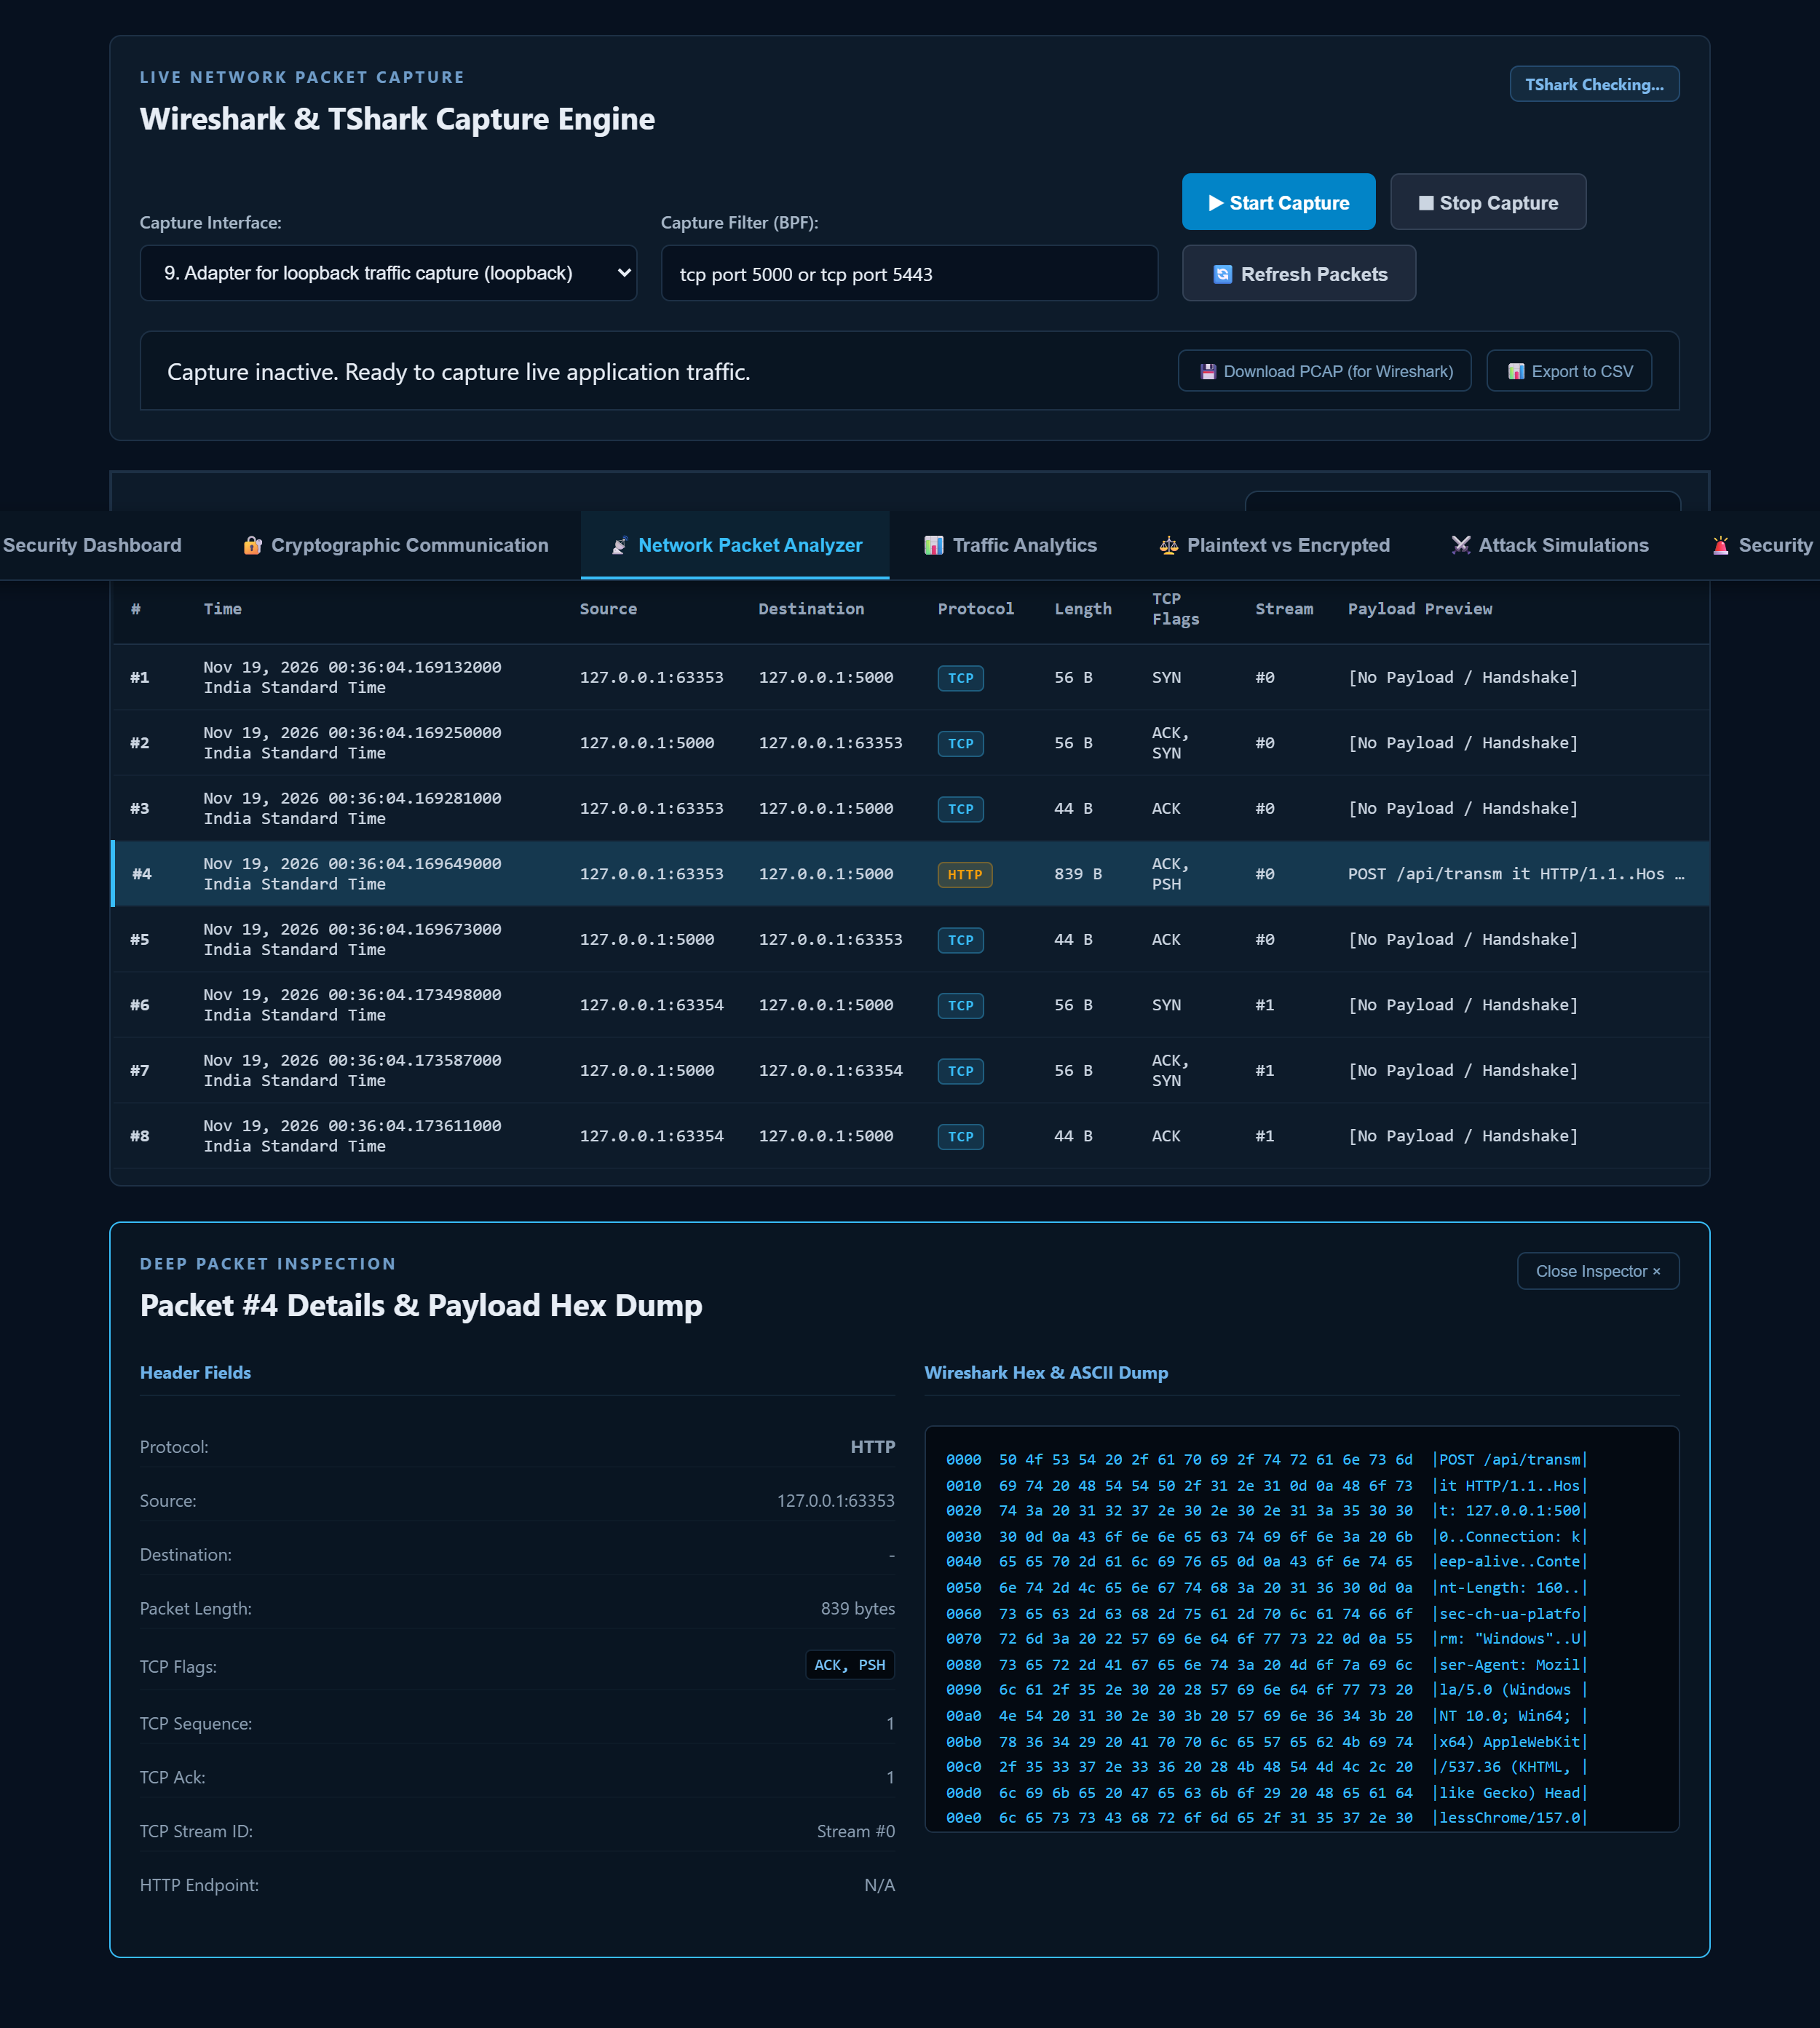 LIVE NETWORK PACKET CAPTURE
TShark Checking...
Wireshark & TShark Capture Engine
Capture Interface:
Capture Filter (BPF):
▶ Start Capture
■ Stop Capture
9. Adapter for loopback traffic capture (loopback)
tcp port 5000 or tcp port 5443
🔄 Refresh Packets
Capture inactive. Ready to capture live application traffic.
💾 Download PCAP (for Wireshark)
📊 Export to CSV
Security Dashboard
🔐 Cryptographic Communication
📡 Network Packet Analyzer
📊 Traffic Analytics
⚖️ Plaintext vs Encrypted
⚔️ Attack Simulations
🚨 Security
# Time Source Destination Protocol Length TCP Flags Stream Payload Preview
#1 Nov 19, 2026 00:36:04.169132000 India Standard Time 127.0.0.1:63353 127.0.0.1:5000 TCP 56 B SYN #0 [No Payload / Handshake]
#2 Nov 19, 2026 00:36:04.169250000 India Standard Time 127.0.0.1:5000 127.0.0.1:63353 TCP 56 B ACK, SYN #0 [No Payload / Handshake]
#3 Nov 19, 2026 00:36:04.169281000 India Standard Time 127.0.0.1:63353 127.0.0.1:5000 TCP 44 B ACK #0 [No Payload / Handshake]
#4 Nov 19, 2026 00:36:04.169649000 India Standard Time 127.0.0.1:63353 127.0.0.1:5000 HTTP 839 B ACK, PSH #0 POST /api/transm it HTTP/1.1..Hos …
#5 Nov 19, 2026 00:36:04.169673000 India Standard Time 127.0.0.1:5000 127.0.0.1:63353 TCP 44 B ACK #0 [No Payload / Handshake]
#6 Nov 19, 2026 00:36:04.173498000 India Standard Time 127.0.0.1:63354 127.0.0.1:5000 TCP 56 B SYN #1 [No Payload / Handshake]
#7 Nov 19, 2026 00:36:04.173587000 India Standard Time 127.0.0.1:5000 127.0.0.1:63354 TCP 56 B ACK, SYN #1 [No Payload / Handshake]
#8 Nov 19, 2026 00:36:04.173611000 India Standard Time 127.0.0.1:63354 127.0.0.1:5000 TCP 44 B ACK #1 [No Payload / Handshake]
DEEP PACKET INSPECTION
Close Inspector ×
Packet #4 Details & Payload Hex Dump
Header Fields
Protocol: HTTP
Source: 127.0.0.1:63353
Destination: -
Packet Length: 839 bytes
TCP Flags: ACK, PSH
TCP Sequence: 1
TCP Ack: 1
TCP Stream ID: Stream #0
HTTP Endpoint: N/A
Wireshark Hex & ASCII Dump
0000  50 4f 53 54 20 2f 61 70 69 2f 74 72 61 6e 73 6d  |POST /api/transm|
0010  69 74 20 48 54 54 50 2f 31 2e 31 0d 0a 48 6f 73  |it HTTP/1.1..Hos|
0020  74 3a 20 31 32 37 2e 30 2e 30 2e 31 3a 35 30 30  |t: 127.0.0.1:500|
0030  30 0d 0a 43 6f 6e 6e 65 63 74 69 6f 6e 3a 20 6b  |0..Connection: k|
0040  65 65 70 2d 61 6c 69 76 65 0d 0a 43 6f 6e 74 65  |eep-alive..Conte|
0050  6e 74 2d 4c 65 6e 67 74 68 3a 20 31 36 30 0d 0a  |nt-Length: 160..|
0060  73 65 63 2d 63 68 2d 75 61 2d 70 6c 61 74 66 6f  |sec-ch-ua-platfo|
0070  72 6d 3a 20 22 57 69 6e 64 6f 77 73 22 0d 0a 55  |rm: "Windows"..U|
0080  73 65 72 2d 41 67 65 6e 74 3a 20 4d 6f 7a 69 6c  |ser-Agent: Mozil|
0090  6c 61 2f 35 2e 30 20 28 57 69 6e 64 6f 77 73 20  |la/5.0 (Windows |
00a0  4e 54 20 31 30 2e 30 3b 20 57 69 6e 36 34 3b 20  |NT 10.0; Win64; |
00b0  78 36 34 29 20 41 70 70 6c 65 57 65 62 4b 69 74  |x64) AppleWebKit|
00c0  2f 35 33 37 2e 33 36 20 28 4b 48 54 4d 4c 2c 20  |/537.36 (KHTML, |
00d0  6c 69 6b 65 20 47 65 63 6b 6f 29 20 48 65 61 64  |like Gecko) Head|
00e0  6c 65 73 73 43 68 72 6f 6d 65 2f 31 35 37 2e 30  |lessChrome/157.0|